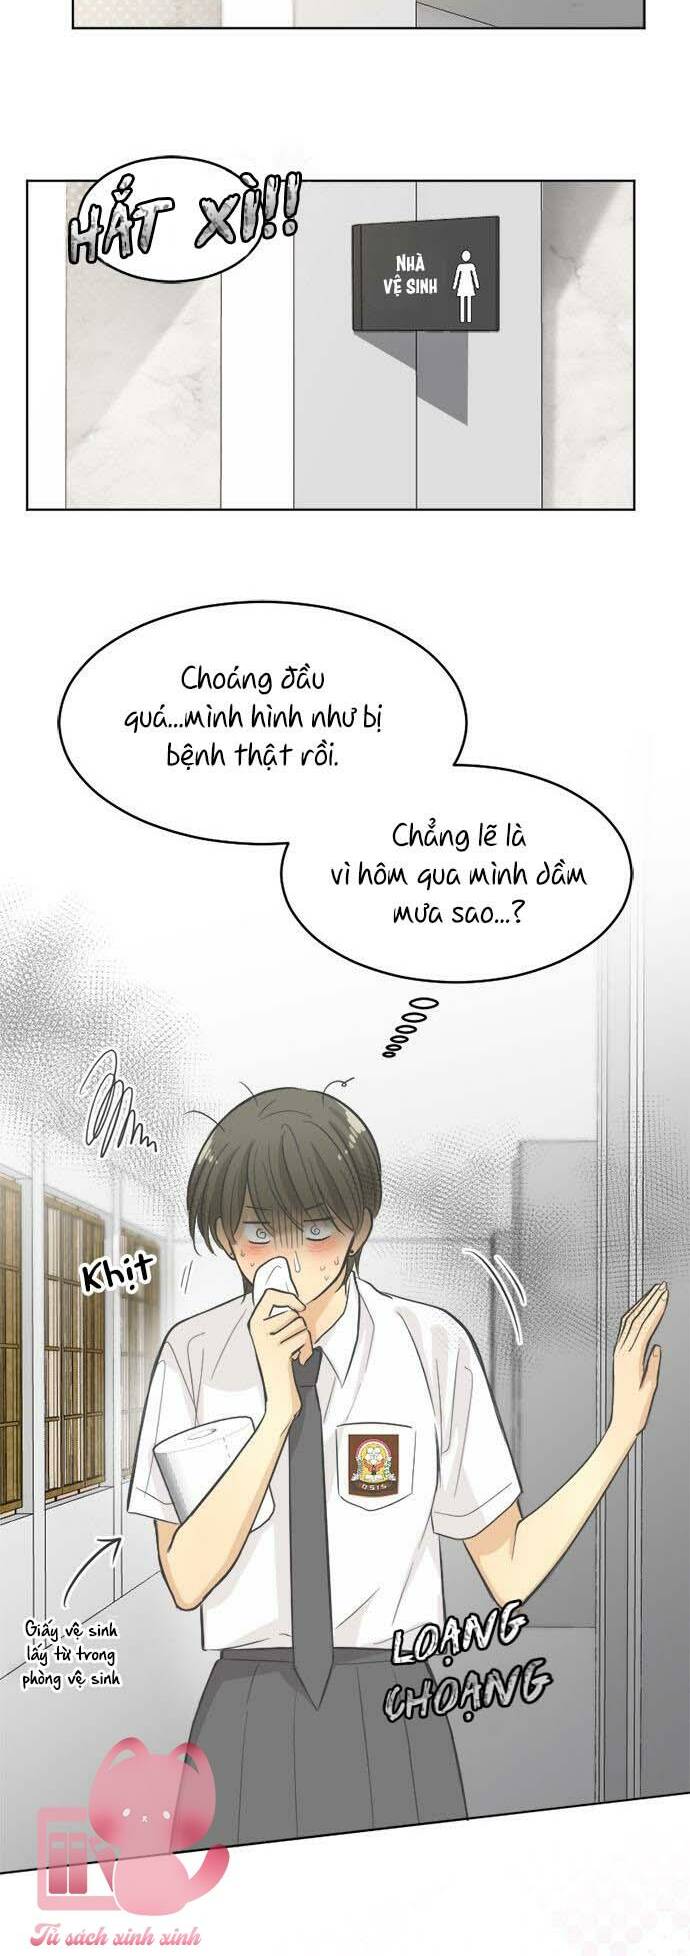 HẮT XÌ!!
NHÀ
VỆ SINH
Choáng đầu
quá...mình hình như bị
bệnh thật rồi.
Chẳng lẽ là
vì hôm qua mình dầm
mưa sao...?
Khịt
OSIS
Giấy vệ sinh
lấy từ trong
phòng vệ sinh
LOẠNG
CHOẠNG
Tủ sách xinh xinh